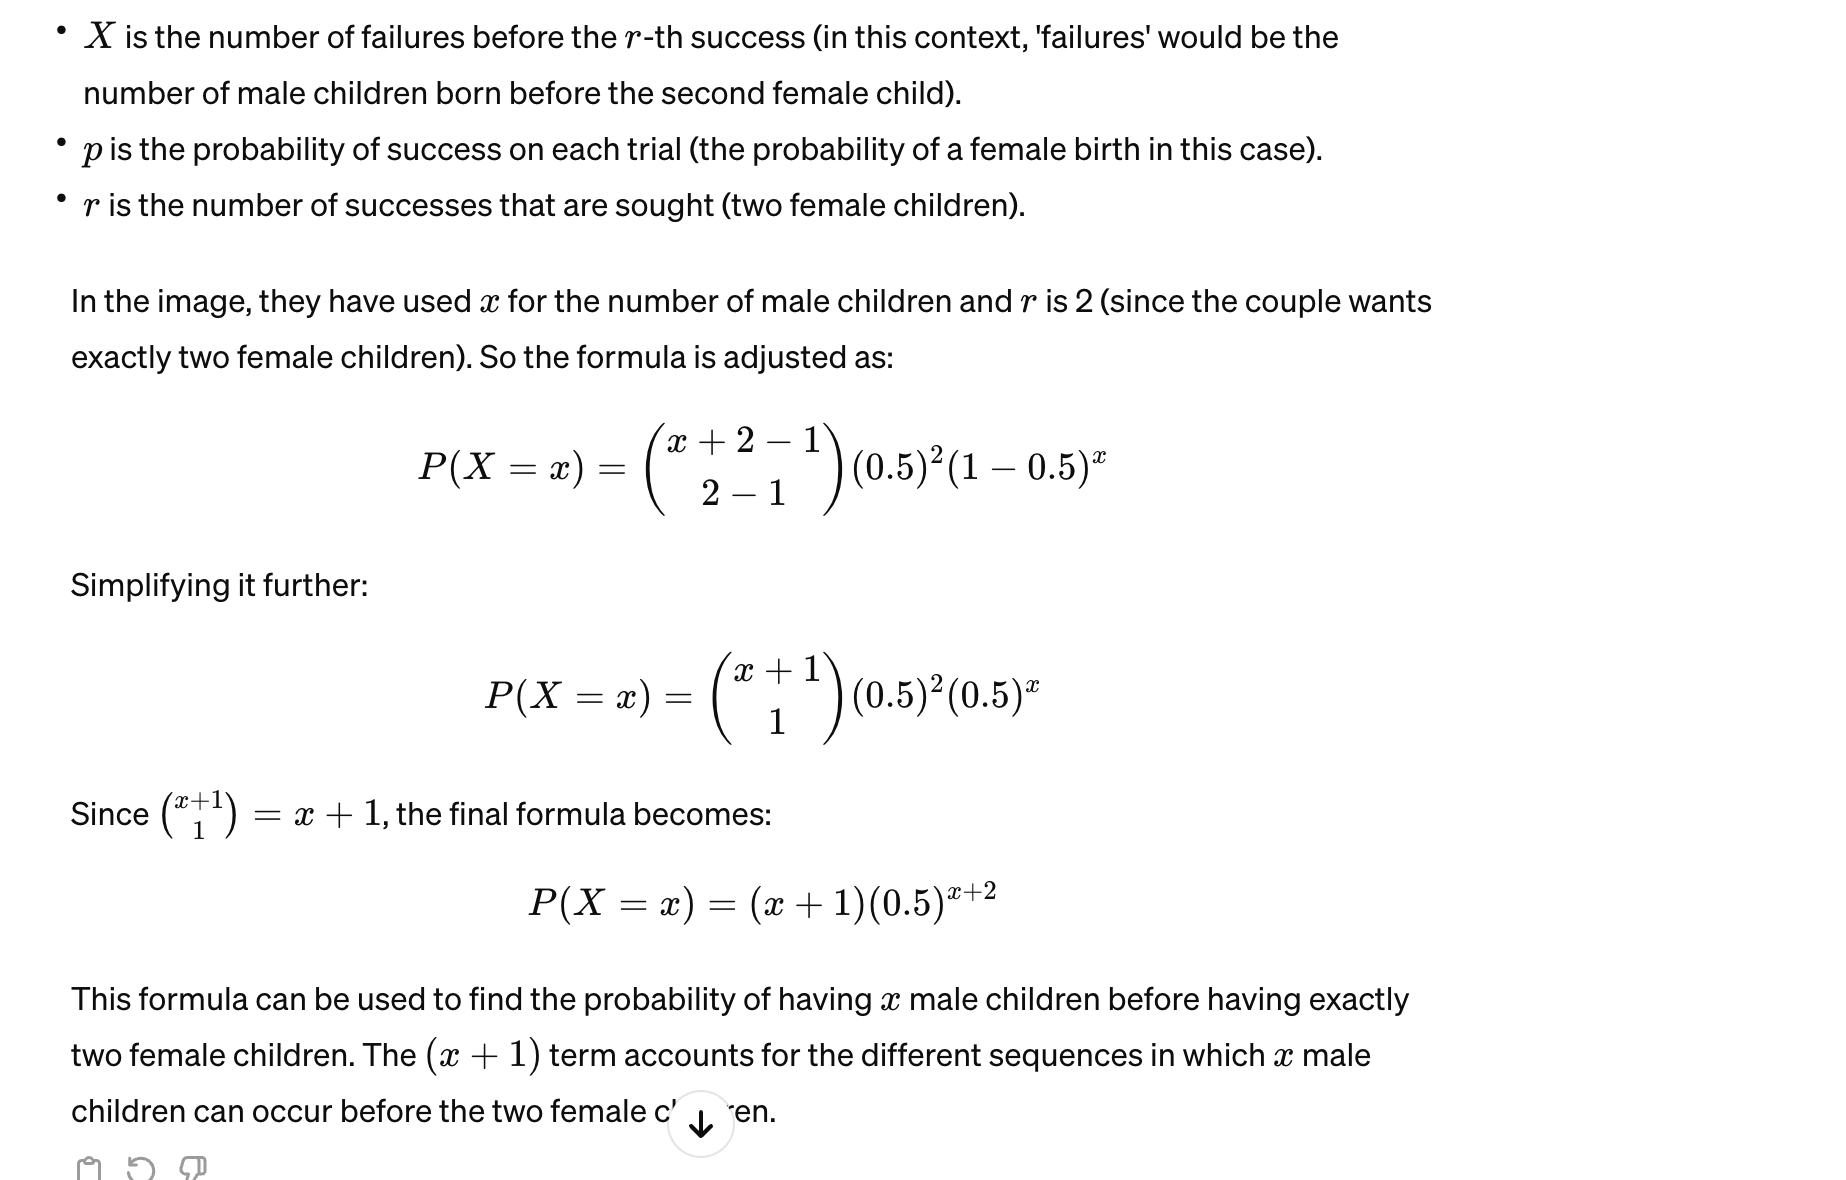 • X is the number of failures before the r-th success (in this context, 'failures' would be the
number of male children born before the second female child).
• p is the probability of success on each trial (the probability of a female birth in this case).
• r is the number of successes that are sought (two female children).
In the image, they have used x for the number of male children and r is 2 (since the couple wants
exactly two female children). So the formula is adjusted as:
P(X = x) = \binom{x + 2 - 1}{2 - 1} (0.5)^2 (1 - 0.5)^x
Simplifying it further:
P(X = x) = \binom{x + 1}{1} (0.5)^2 (0.5)^x
Since \binom{x+1}{1} = x + 1, the final formula becomes:
P(X = x) = (x + 1)(0.5)^{x+2}
This formula can be used to find the probability of having x male children before having exactly
two female children. The (x + 1) term accounts for the different sequences in which x male
children can occur before the two female